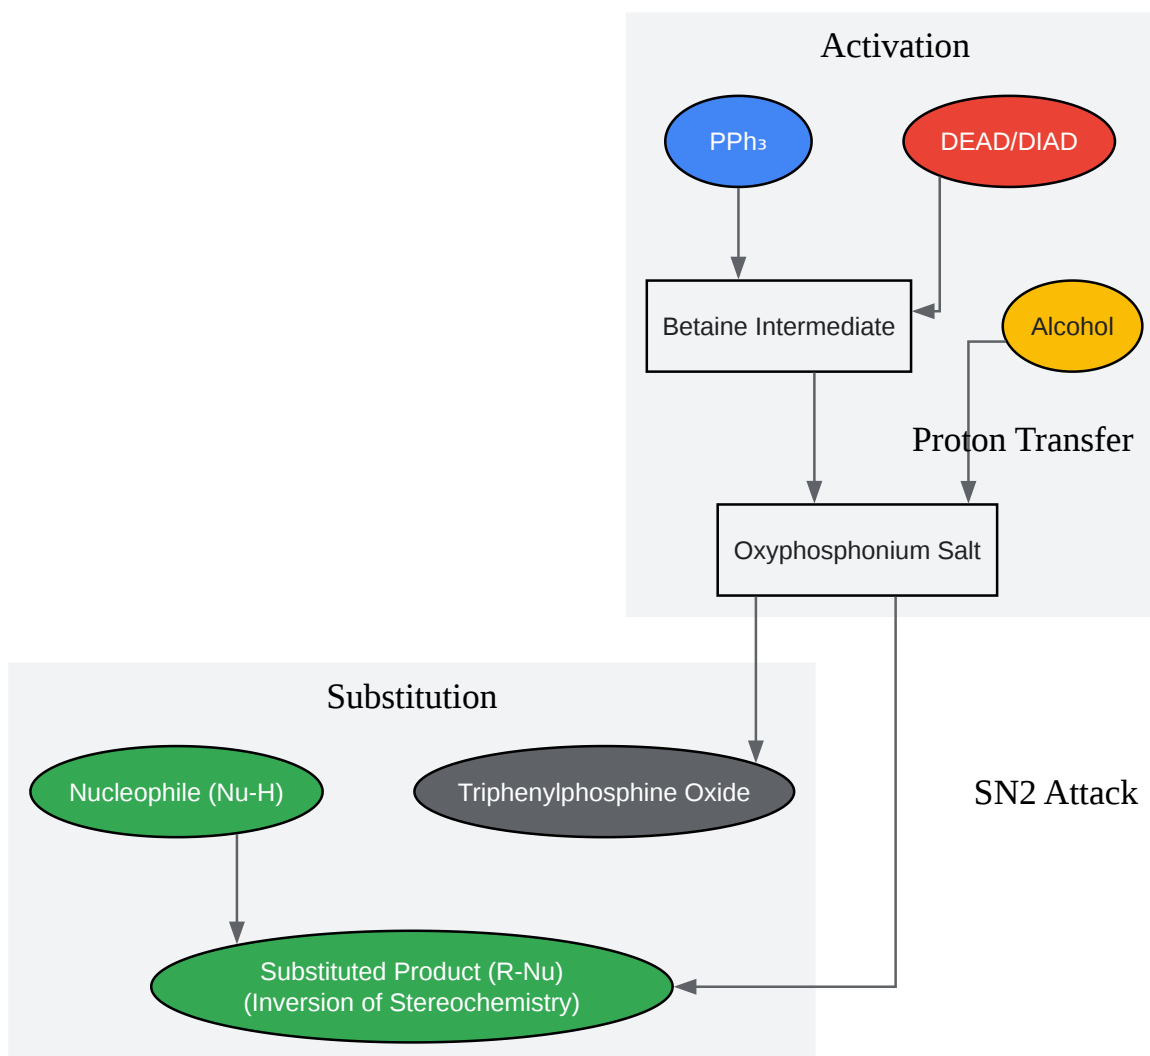 Activation
PPh₃
DEAD/DIAD
Betaine Intermediate
Alcohol
Proton Transfer
Oxyphosphonium Salt
Substitution
Nucleophile (Nu-H)
Triphenylphosphine Oxide
SN2 Attack
Substituted Product (R-Nu)
(Inversion of Stereochemistry)